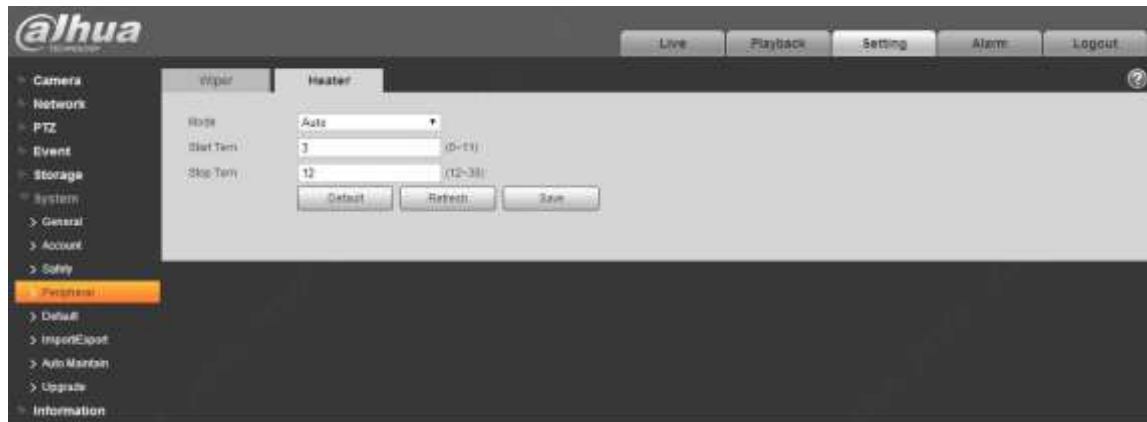 alhua
TECHNOLOGY
Live Playback Setting Alarm Logout
Camera
Network
PTZ
Event
Storage
System
General
Account
Safety
Peripheral
Default
Import/Export
Auto Maintain
Upgrade
Information
Wiper Heater
Mode Auto
Start Tem 3 (0~11)
Stop Tem 12 (12~30)
Default Refresh Save